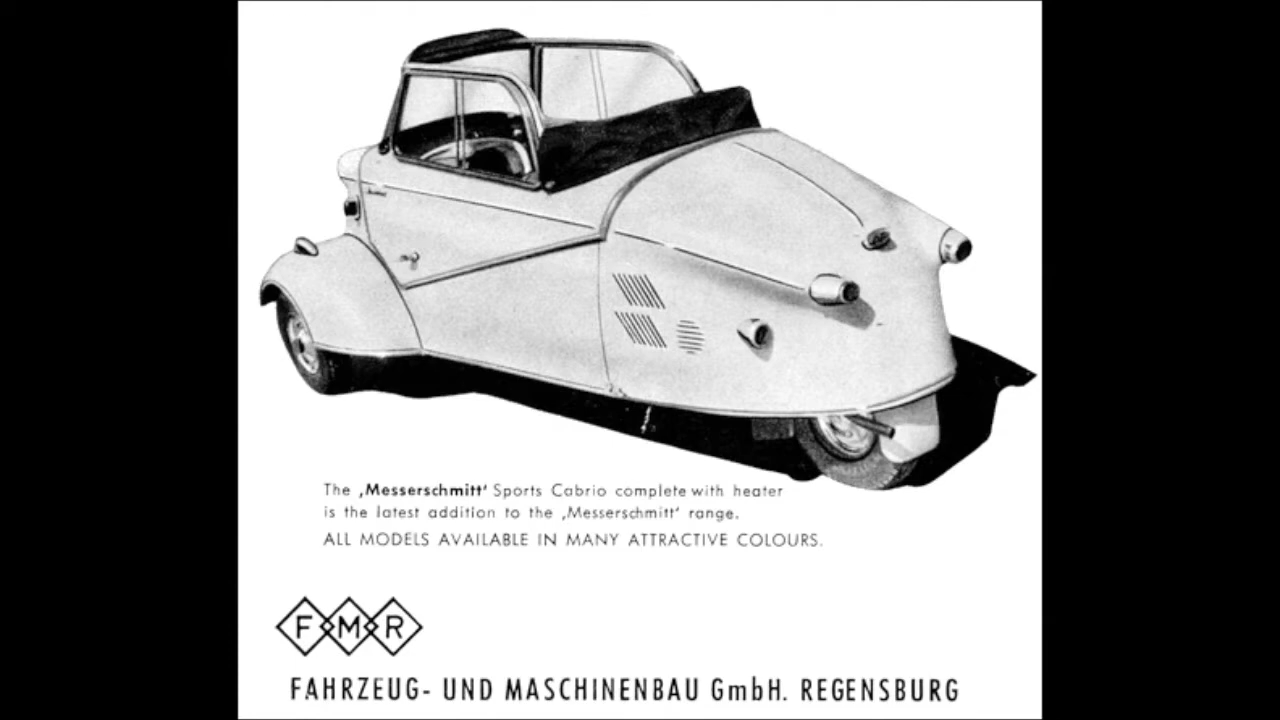 The ‚Messerschmitt‘ Sports Cabrio complete with heater
is the latest addition to the ‚Messerschmitt‘ range.
ALL MODELS AVAILABLE IN MANY ATTRACTIVE COLOURS.
FMR
FAHRZEUG- UND MASCHINENBAU GmbH. REGENSBURG